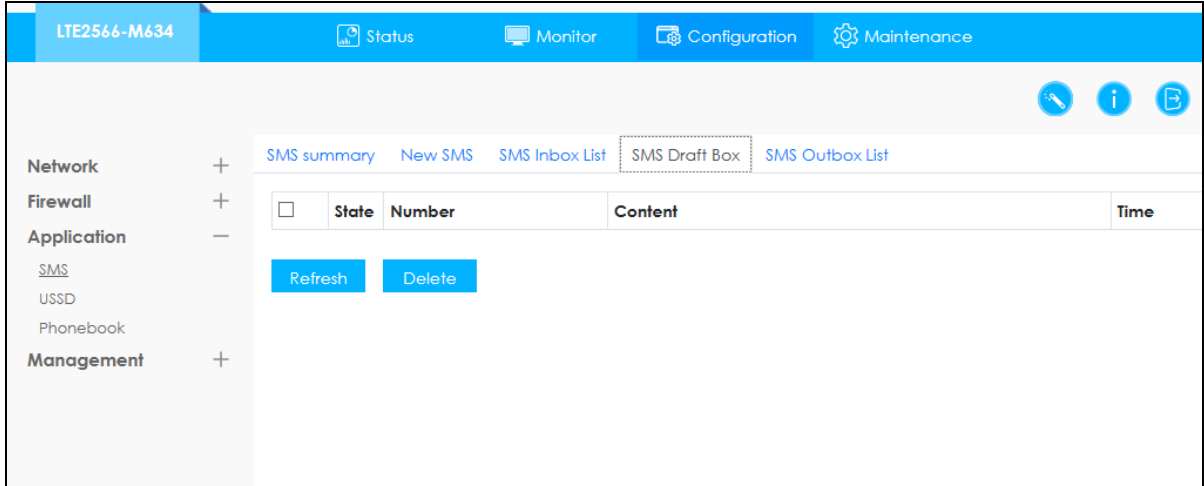 LTE2566-M634
Status Monitor Configuration Maintenance
SMS summary New SMS SMS Inbox List SMS Draft Box SMS Outbox List
Network
Firewall
Application
SMS
USSD
Phonebook
Management
State Number Content Time
Refresh Delete